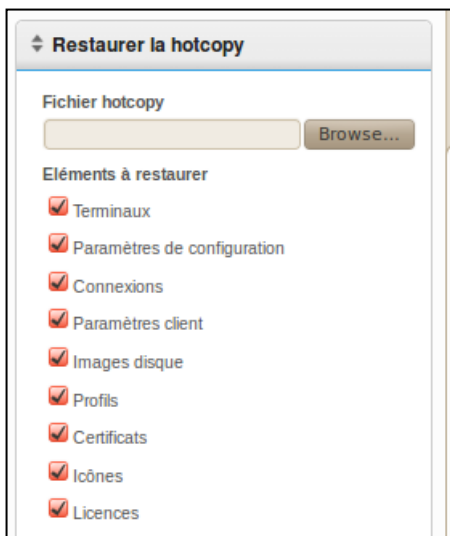 Restaurer la hotcopy
Fichier hotcopy
Browse...
Eléments à restaurer
Terminaux
Paramètres de configuration
Connexions
Paramètres client
Images disque
Profils
Certificats
Icônes
Licences